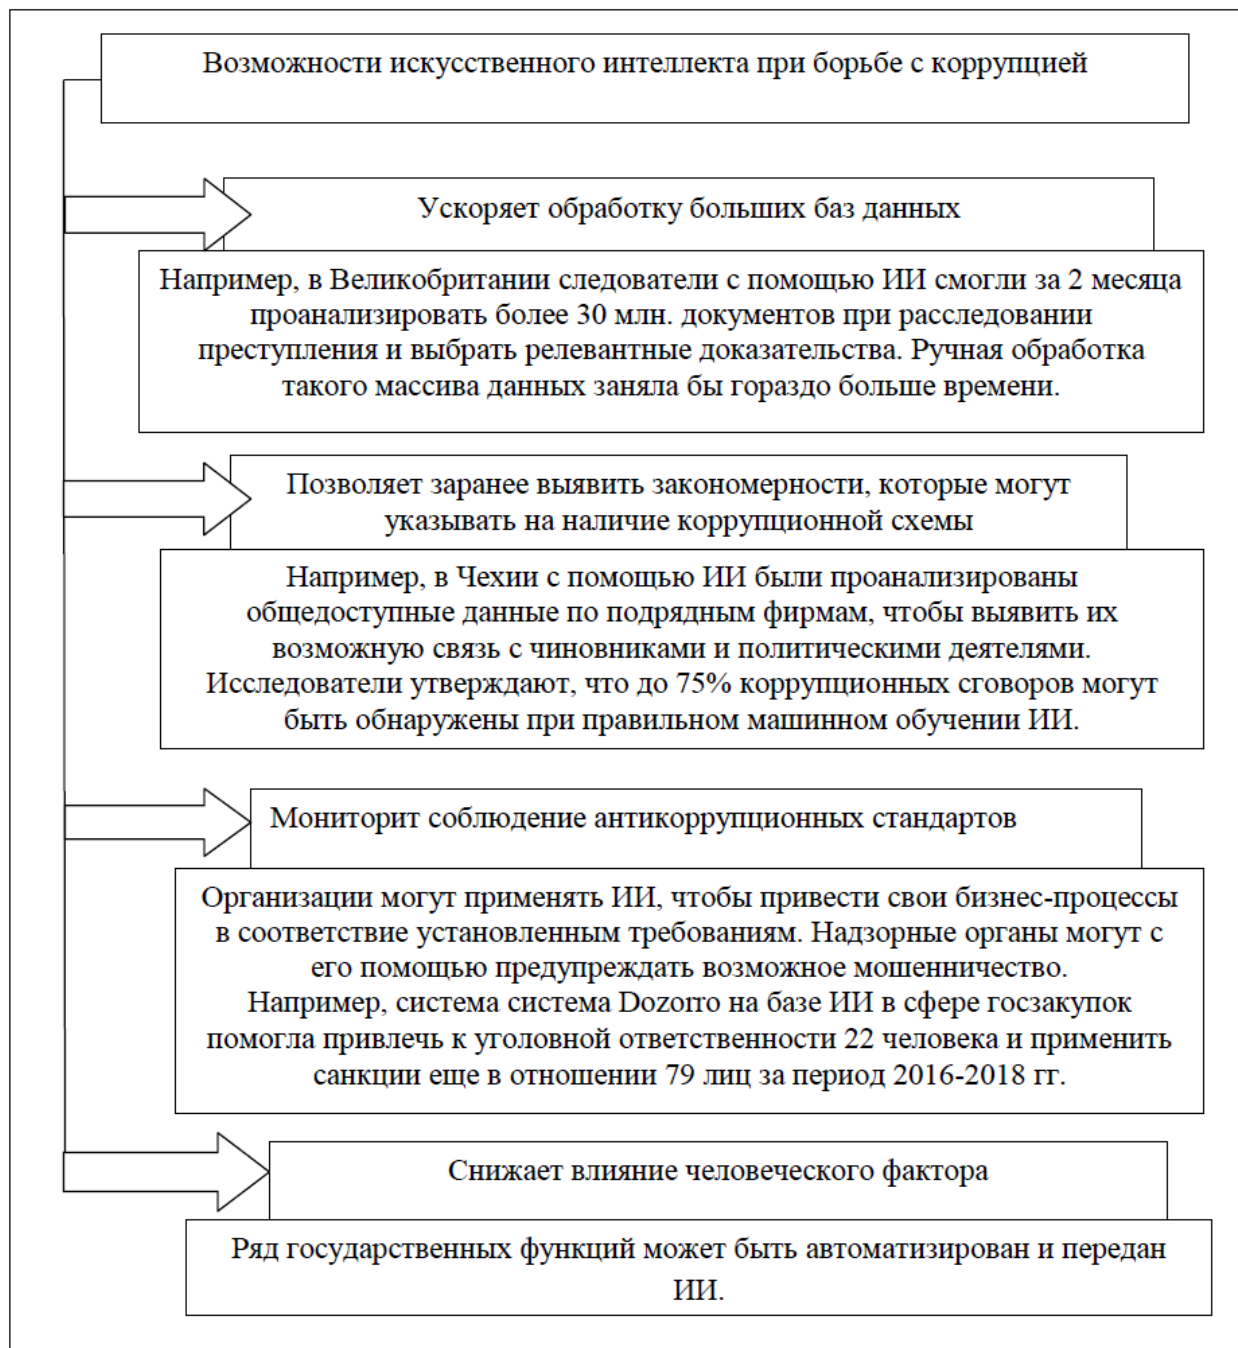 Возможности искусственного интеллекта при борьбе с коррупцией
Ускоряет обработку больших баз данных
Например, в Великобритании следователи с помощью ИИ смогли за 2 месяца
проанализировать более 30 млн. документов при расследовании
преступления и выбрать релевантные доказательства. Ручная обработка
такого массива данных заняла бы гораздо больше времени.
Позволяет заранее выявить закономерности, которые могут
указывать на наличие коррупционной схемы
Например, в Чехии с помощью ИИ были проанализированы
общедоступные данные по подрядным фирмам, чтобы выявить их
возможную связь с чиновниками и политическими деятелями.
Исследователи утверждают, что до 75% коррупционных сговоров могут
быть обнаружены при правильном машинном обучении ИИ.
Мониторит соблюдение антикоррупционных стандартов
Организации могут применять ИИ, чтобы привести свои бизнес-процессы
в соответствие установленным требованиям. Надзорные органы могут с
его помощью предупреждать возможное мошенничество.
Например, система система Dozorro на базе ИИ в сфере госзакупок
помогла привлечь к уголовной ответственности 22 человека и применить
санкции еще в отношении 79 лиц за период 2016-2018 гг.
Снижает влияние человеческого фактора
Ряд государственных функций может быть автоматизирован и передан
ИИ.